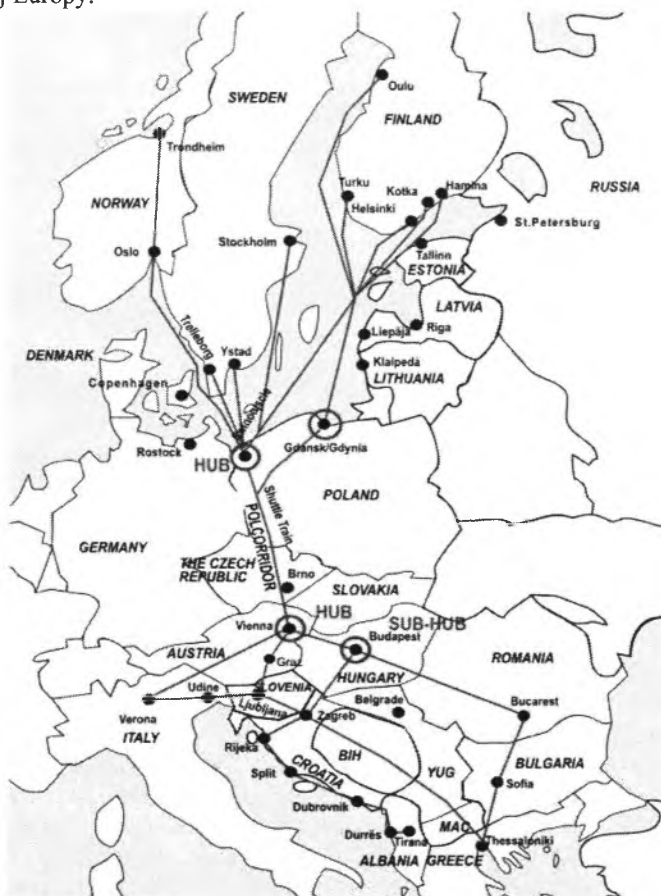 j Europy.
Oulu
SWEDEN
FINLAND
Trondheim
Turku
Kotka
Hamina
RUSSIA
NORWAY
Helsinki
St.Petersburg
Stockholm
Oslo
Tallinn
ESTONIA
LATVIA
Trelleborg
Liepāja
Riga
DENMARK
Ystad
Klaipeda
LITHUANIA
Copenhagen
Rostock
Gdańsk/Gdynia
HUB
POLAND
Shuttle Train
POLCORRIDOR
GERMANY
THE CZECH
REPUBLIC
Brno
SLOVAKIA
HUB
Vienna
SUB-HUB
Budapest
AUSTRIA
Graz
HUNGARY
ROMANIA
Udine
SLOVENIA
Verona
Ljubljana
Belgrade
Bucarest
Zagreb
ITALY
Rijeka
BIH
BULGARIA
CROATIA
Split
YUG
Sofia
Dubrovnik
MAC
Durrës
Tirana
Thessaloniki
ALBANIA
GREECE